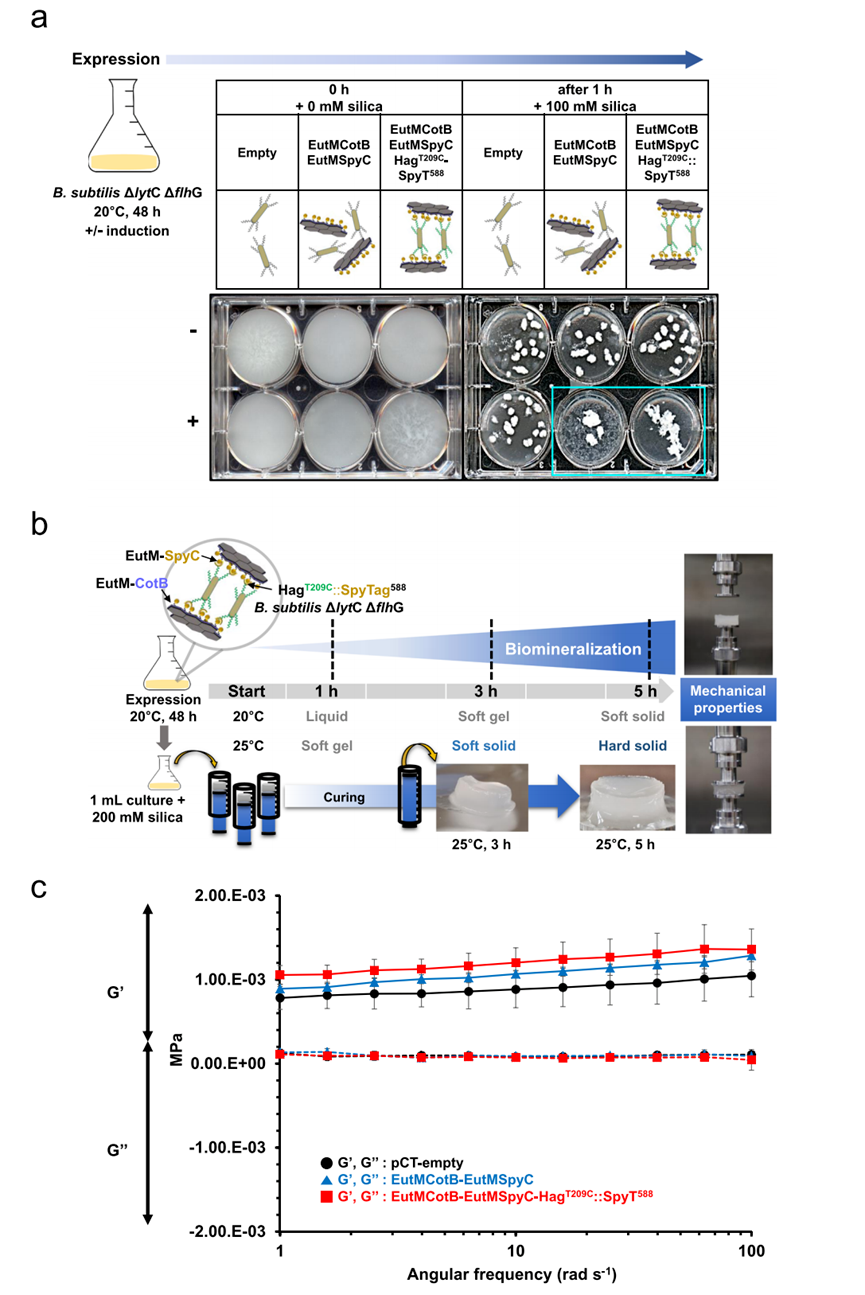 a
Expression
0 h
+ 0 mM silica
after 1 h
+ 100 mM silica
Empty
EutMCotB
EutMSpyC
EutMCotB
EutMSpyC
Hag^T209C-
SpyT^588
Empty
EutMCotB
EutMSpyC
EutMCotB
EutMSpyC
Hag^T209C::
SpyT^588
B. subtilis ΔlytC ΔflhG
20°C, 48 h
+/- induction
-
+
b
EutM-SpyC
EutM-CotB
Hag^T209C::SpyTag^588
B. subtilis ΔlytC ΔflhG
Biomineralization
Expression
20°C, 48 h
Start
1 h
3 h
5 h
Mechanical
properties
20°C
Liquid
Soft gel
Soft solid
25°C
Soft gel
Soft solid
Hard solid
1 mL culture +
200 mM silica
Curing
25°C, 3 h
25°C, 5 h
c
2.00.E-03
1.00.E-03
G’
MPa
0.00.E+00
G”
-1.00.E-03
G’, G” : pCT-empty
G’, G” : EutMCotB-EutMSpyC
G’, G” : EutMCotB-EutMSpyC-Hag^T209C::SpyT^588
-2.00.E-03
1
10
100
Angular frequency (rad s^-1)